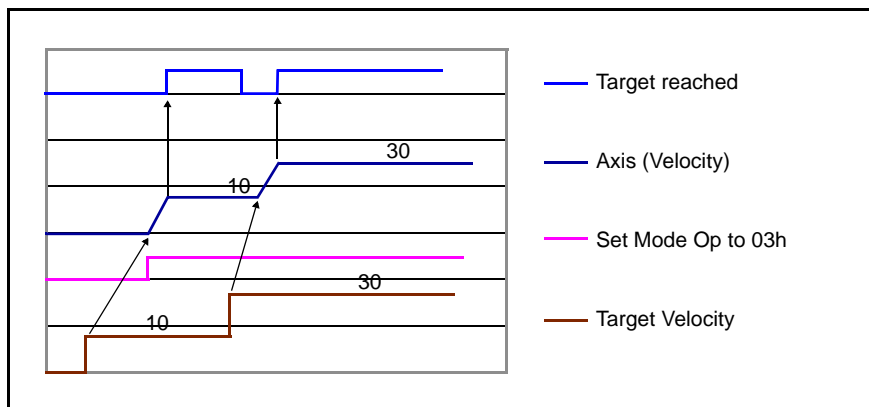 Target reached
30
Axis (Velocity)
10
Set Mode Op to 03h
30
10
Target Velocity